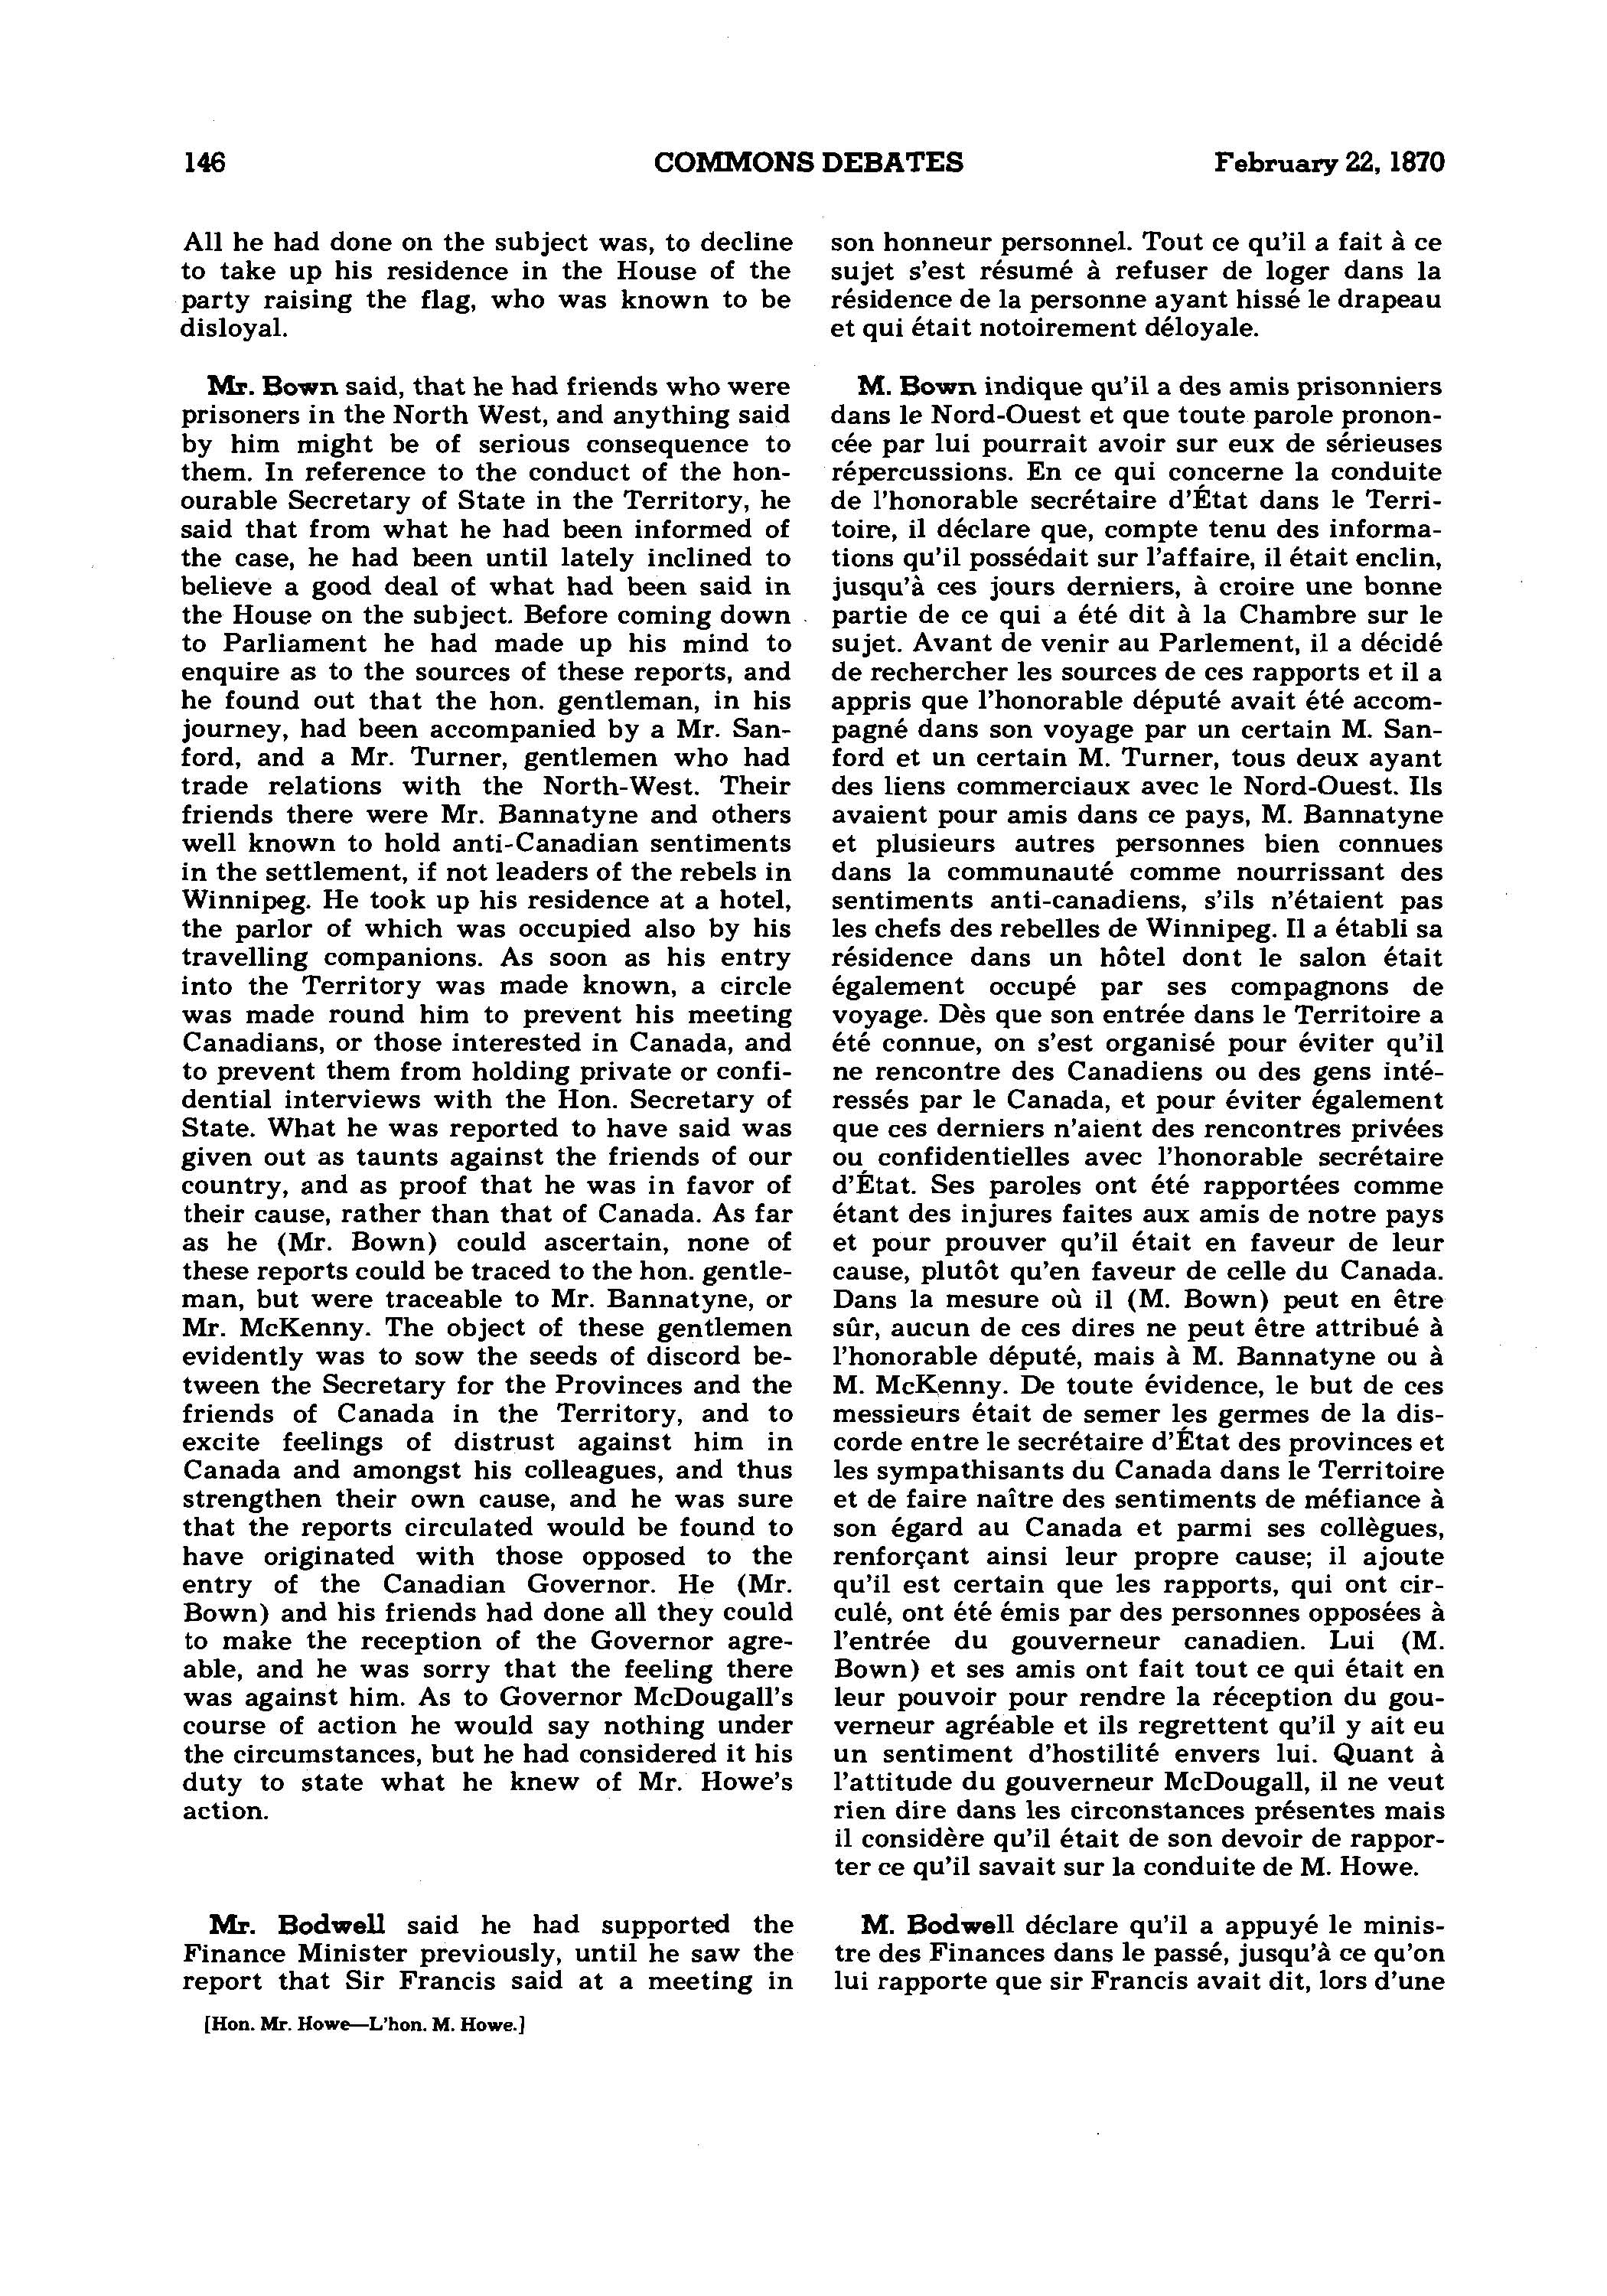 146 COMMONS DEBATES February 22, 1870
All he had done on the subject was, to decline
to take up his residence in the House of the
party raising the flag, who was known to be
disloyal.
Mr. Bown said, that he had friends who were
prisoners in the North West, and anything said
by him might be of serious consequence to
them. In reference to the conduct of the hon-
ourable Secretary of State in the Territory, he
said that from what he had been informed of
the case, he had been until lately inclined to
believe a good deal of what had been said in
the House on the subject. Before coming down
to Parliament he had made up his mind to
enquire as to the sources of these reports, and
he found out that the hon. gentleman, in his
journey, had been accompanied by a Mr. San-
ford, and a Mr. Turner, gentlemen who had
trade relations with the North-West. Their
friends there were Mr. Bannatyne and others
well known to hold anti-Canadian sentiments
in the settlement, if not leaders of the rebels in
Winnipeg. He took up his residence at a hotel,
the parlor of which was occupied also by his
travelling companions. As soon as his entry
into the Territory was made known, a circle
was made round him to prevent his meeting
Canadians, or those interested in Canada, and
to prevent them from holding private or confi-
dential interviews with the Hon. Secretary of
State. What he was reported to have said was
given out as taunts against the friends of our
country, and as proof that he was in favor of
their cause, rather than that of Canada. As far
as he (Mr. Bown) could ascertain, none of
these reports could be traced to the hon. gentle-
man, but were traceable to Mr. Bannatyne, or
Mr. McKenny. The object of these gentlemen
evidently was to sow the seeds of discord be-
tween the Secretary for the Provinces and the
friends of Canada in the Territory, and to
excite feelings of distrust against him in
Canada and amongst his colleagues, and thus
strengthen their own cause, and he was sure
that the reports circulated would be found to
have originated with those opposed to the
entry of the Canadian Governor. He (Mr.
Bown) and his friends had done all they could
to make the reception of the Governor agre-
able, and he was sorry that the feeling there
was against him. As to Governor McDougall's
course of action he would say nothing under
the circumstances, but he had considered it his
duty to state what he knew of Mr. Howe's
action.
Mr. Bodwell said he had supported the
Finance Minister previously, until he saw the
report that Sir Francis said at a meeting in
[Hon. Mr. Howe—L'hon. M. Howe.]
son honneur personnel. Tout ce qu'il a fait à ce
sujet s'est résumé à refuser de loger dans la
résidence de la personne ayant hissé le drapeau
et qui était notoirement déloyale.
M. Bown indique qu'il a des amis prisonniers
dans le Nord-Ouest et que toute parole pronon-
cée par lui pourrait avoir sur eux de sérieuses
répercussions. En ce qui concerne la conduite
de l'honorable secrétaire d'État dans le Terri-
toire, il déclare que, compte tenu des informa-
tions qu'il possédait sur l'affaire, il était enclin,
jusqu'à ces jours derniers, à croire une bonne
partie de ce qui a été dit à la Chambre sur le
sujet. Avant de venir au Parlement, il a décidé
de rechercher les sources de ces rapports et il a
appris que l'honorable député avait été accom-
pagné dans son voyage par un certain M. San-
ford et un certain M. Turner, tous deux ayant
des liens commerciaux avec le Nord-Ouest. Ils
avaient pour amis dans ce pays, M. Bannatyne
et plusieurs autres personnes bien connues
dans la communauté comme nourrissant des
sentiments anti-canadiens, s'ils n'étaient pas
les chefs des rebelles de Winnipeg. Il a établi sa
résidence dans un hôtel dont le salon était
également occupé par ses compagnons de
voyage. Dès que son entrée dans le Territoire a
été connue, on s'est organisé pour éviter qu'il
ne rencontre des Canadiens ou des gens inté-
ressés par le Canada, et pour éviter également
que ces derniers n'aient des rencontres privées
ou confidentielles avec l'honorable secrétaire
d'État. Ses paroles ont été rapportées comme
étant des injures faites aux amis de notre pays
et pour prouver qu'il était en faveur de leur
cause, plutôt qu'en faveur de celle du Canada.
Dans la mesure où il (M. Bown) peut en être
sûr, aucun de ces dires ne peut être attribué à
l'honorable député, mais à M. Bannatyne ou à
M. McKenny. De toute évidence, le but de ces
messieurs était de semer les germes de la dis-
corde entre le secrétaire d'État des provinces et
les sympathisants du Canada dans le Territoire
et de faire naître des sentiments de méfiance à
son égard au Canada et parmi ses collègues,
renforçant ainsi leur propre cause; il ajoute
qu'il est certain que les rapports, qui ont cir-
culé, ont été émis par des personnes opposées à
l'entrée du gouverneur canadien. Lui (M.
Bown) et ses amis ont fait tout ce qui était en
leur pouvoir pour rendre la réception du gou-
verneur agréable et ils regrettent qu'il y ait eu
un sentiment d'hostilité envers lui. Quant à
l'attitude du gouverneur McDougall, il ne veut
rien dire dans les circonstances présentes mais
il considère qu'il était de son devoir de rappor-
ter ce qu'il savait sur la conduite de M. Howe.
M. Bodwell déclare qu'il a appuyé le minis-
tre des Finances dans le passé, jusqu'à ce qu'on
lui rapporte que sir Francis avait dit, lors d'une